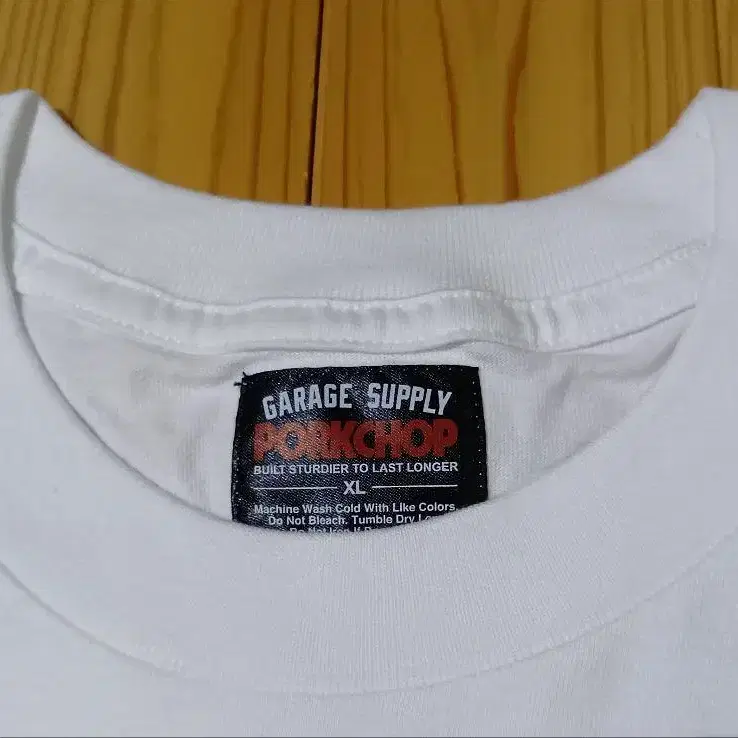 GARAGE SUPPLY
PORKCHOP
BUILT STURDIER TO LAST LONGER
XL
Machine Wash Cold With Like Colors.
Do Not Bleach. Tumble Dry